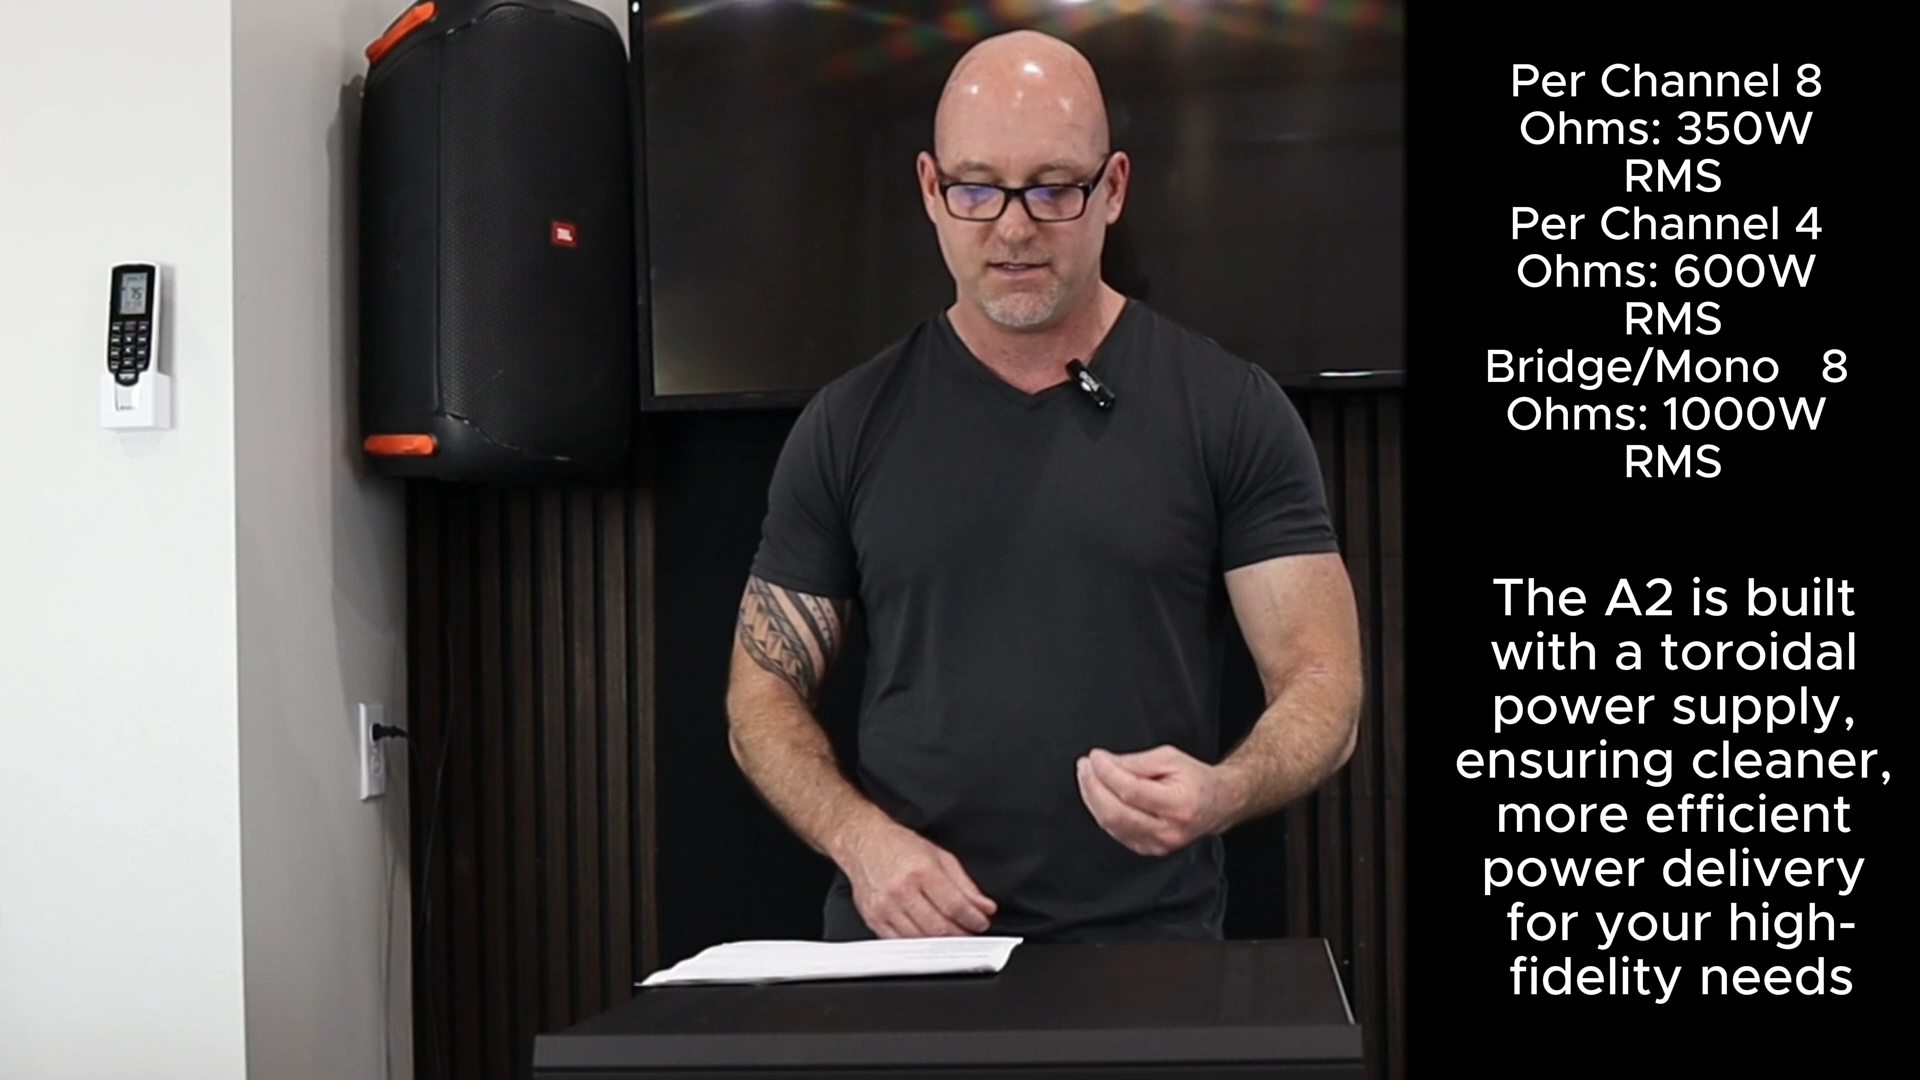 Per Channel 8
Ohms: 350W
RMS
Per Channel 4
Ohms: 600W
RMS
Bridge/Mono 8
Ohms: 1000W
RMS
The A2 is built
with a toroidal
power supply,
ensuring cleaner,
more efficient
power delivery
for your high-
fidelity needs
JBL